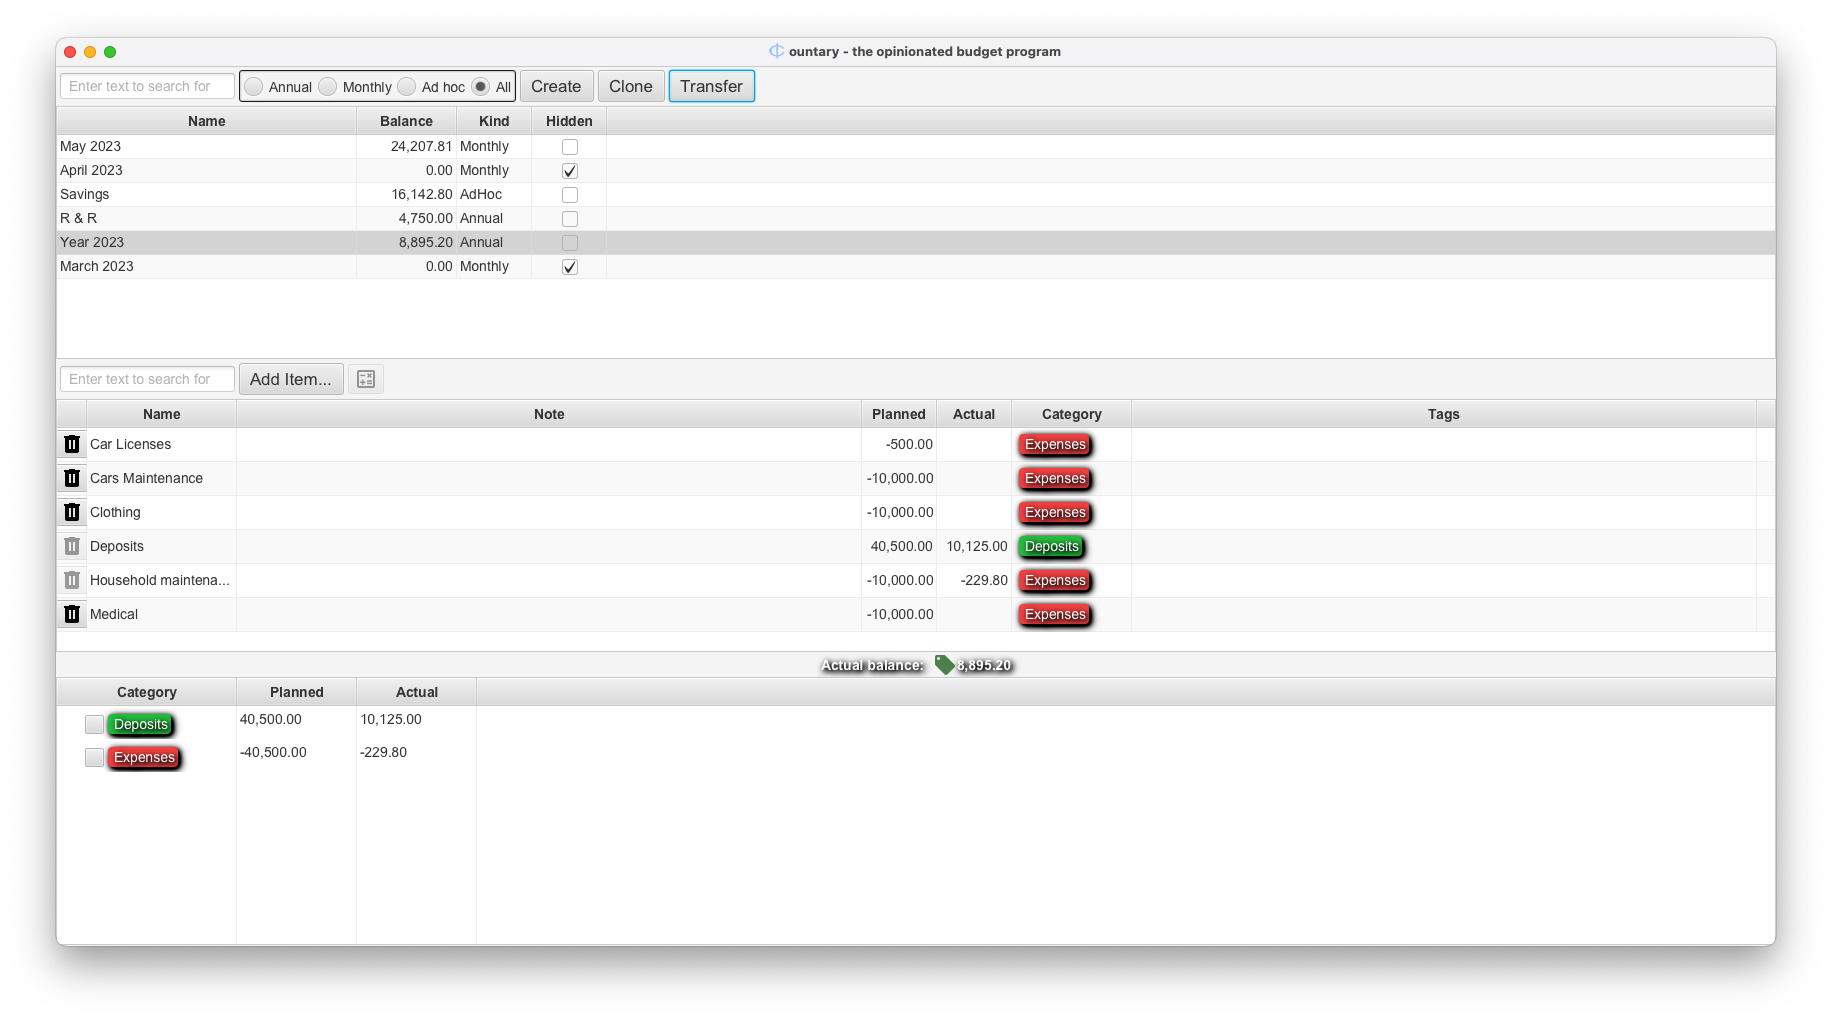 ountary - the opinionated budget program
Enter text to search for Annual Monthly Ad hoc All Create Clone Transfer
Name Balance Kind Hidden
May 2023 24,207.81 Monthly
April 2023 0.00 Monthly
Savings 16,142.80 AdHoc
R & R 4,750.00 Annual
Year 2023 8,895.20 Annual
March 2023 0.00 Monthly
Enter text to search for Add Item...
Name Note Planned Actual Category Tags
Car Licenses -500.00 Expenses
Cars Maintenance -10,000.00 Expenses
Clothing -10,000.00 Expenses
Deposits 40,500.00 10,125.00 Deposits
Household maintena... -10,000.00 -229.80 Expenses
Medical -10,000.00 Expenses
Actual balance: 8,895.20
Category Planned Actual
Deposits 40,500.00 10,125.00
Expenses -40,500.00 -229.80